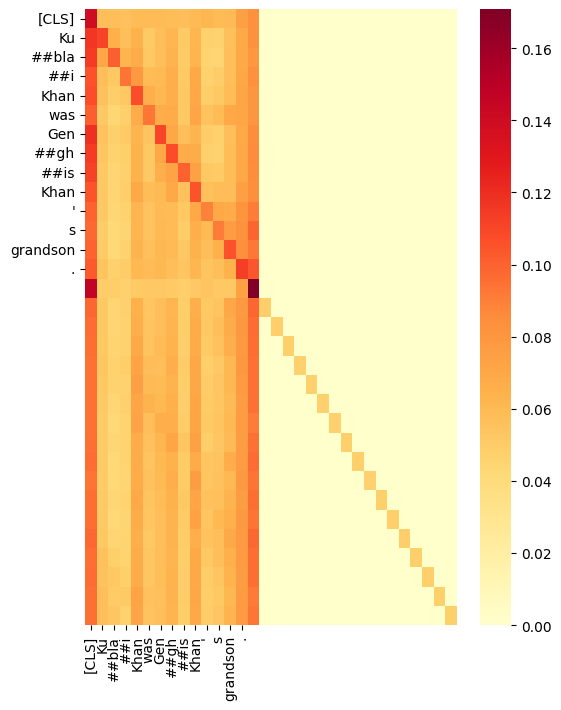 [CLS]
Ku
##bla
##i
Khan
was
Gen
##gh
##is
Khan
'
s
grandson
.
0.16
0.14
0.12
0.10
0.08
0.06
0.04
0.02
0.00
[CLS]
Ku
##bla
##i
Khan
was
Gen
##gh
##is
Khan
'
s
grandson
.